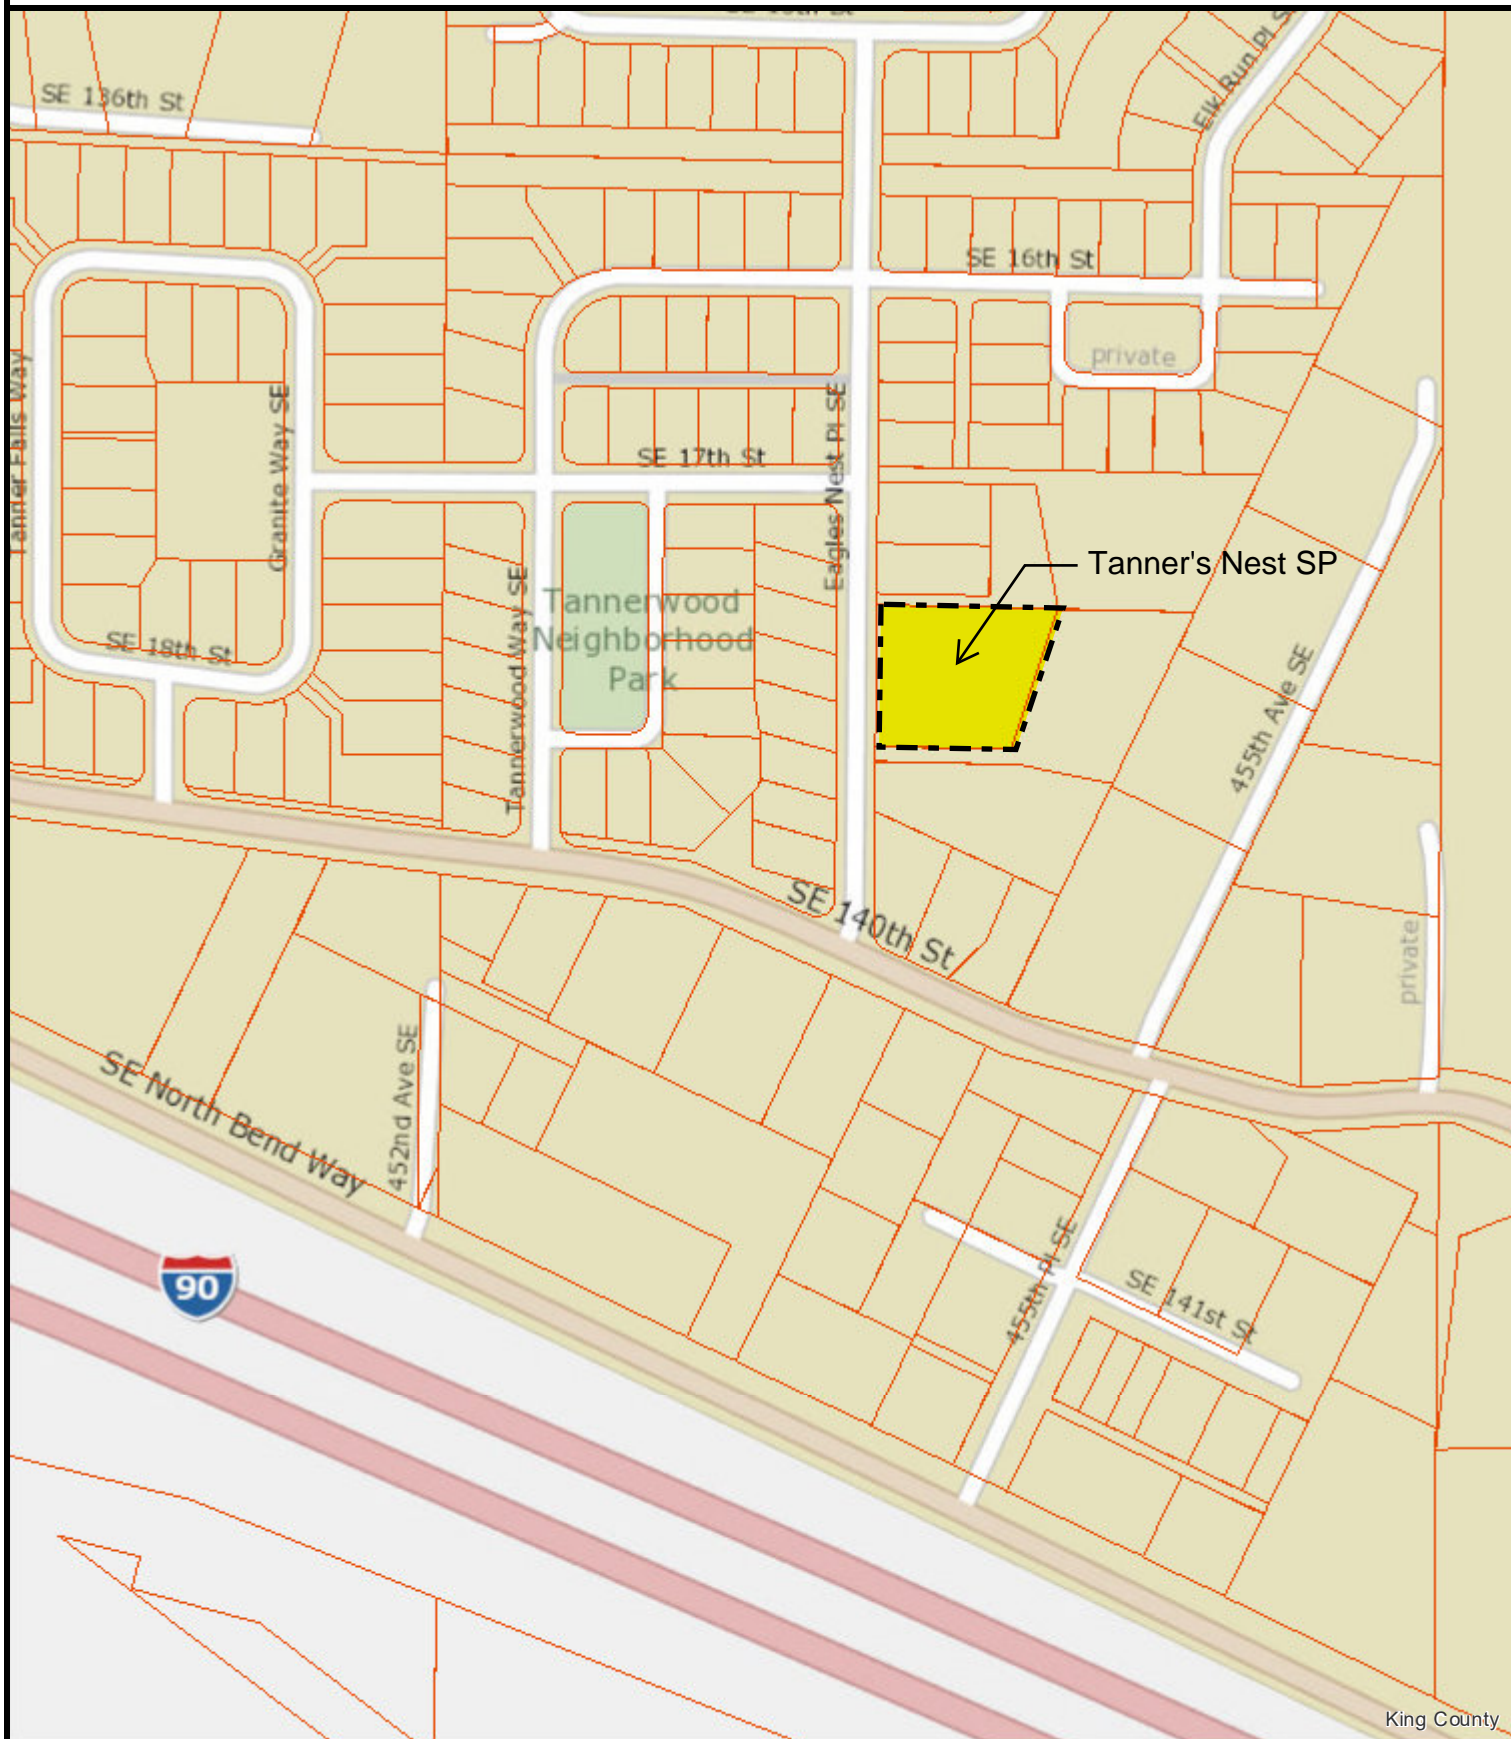 SE 136th St
Elk Run Pl S
SE 16th St
private
Tanner Falls Way
Granite Way SE
SE 17th St
Eagles Nest Pl SE
Tanner's Nest SP
Tannerwood
Neighborhood
Park
Tannerwood Way SE
SE 18th St
455th Ave SE
SE 140th St
private
452nd Ave SE
SE North Bend Way
455th Pl SE
SE 141st St
90
King County